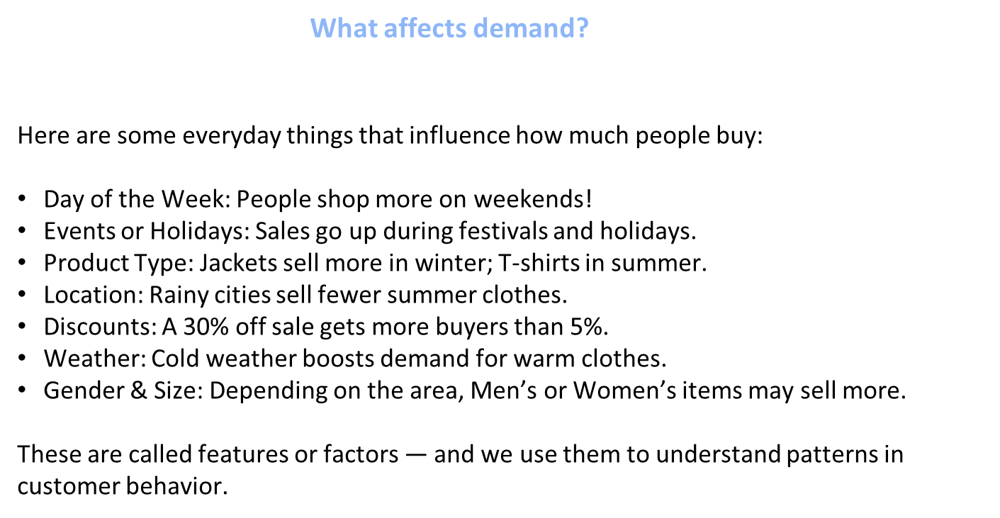 What affects demand?
Here are some everyday things that influence how much people buy:
• Day of the Week: People shop more on weekends!
• Events or Holidays: Sales go up during festivals and holidays.
• Product Type: Jackets sell more in winter; T-shirts in summer.
• Location: Rainy cities sell fewer summer clothes.
• Discounts: A 30% off sale gets more buyers than 5%.
• Weather: Cold weather boosts demand for warm clothes.
• Gender & Size: Depending on the area, Men’s or Women’s items may sell more.
These are called features or factors — and we use them to understand patterns in
customer behavior.